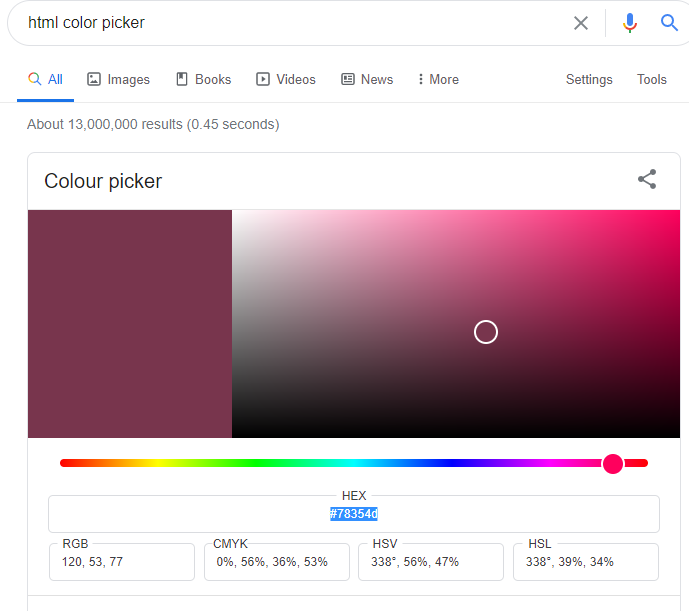 html color picker
All Images Books Videos News More Settings Tools
About 13,000,000 results (0.45 seconds)
Colour picker
HEX
#78354d
RGB CMYK HSV HSL
120, 53, 77 0%, 56%, 36%, 53% 338°, 56%, 47% 338°, 39%, 34%